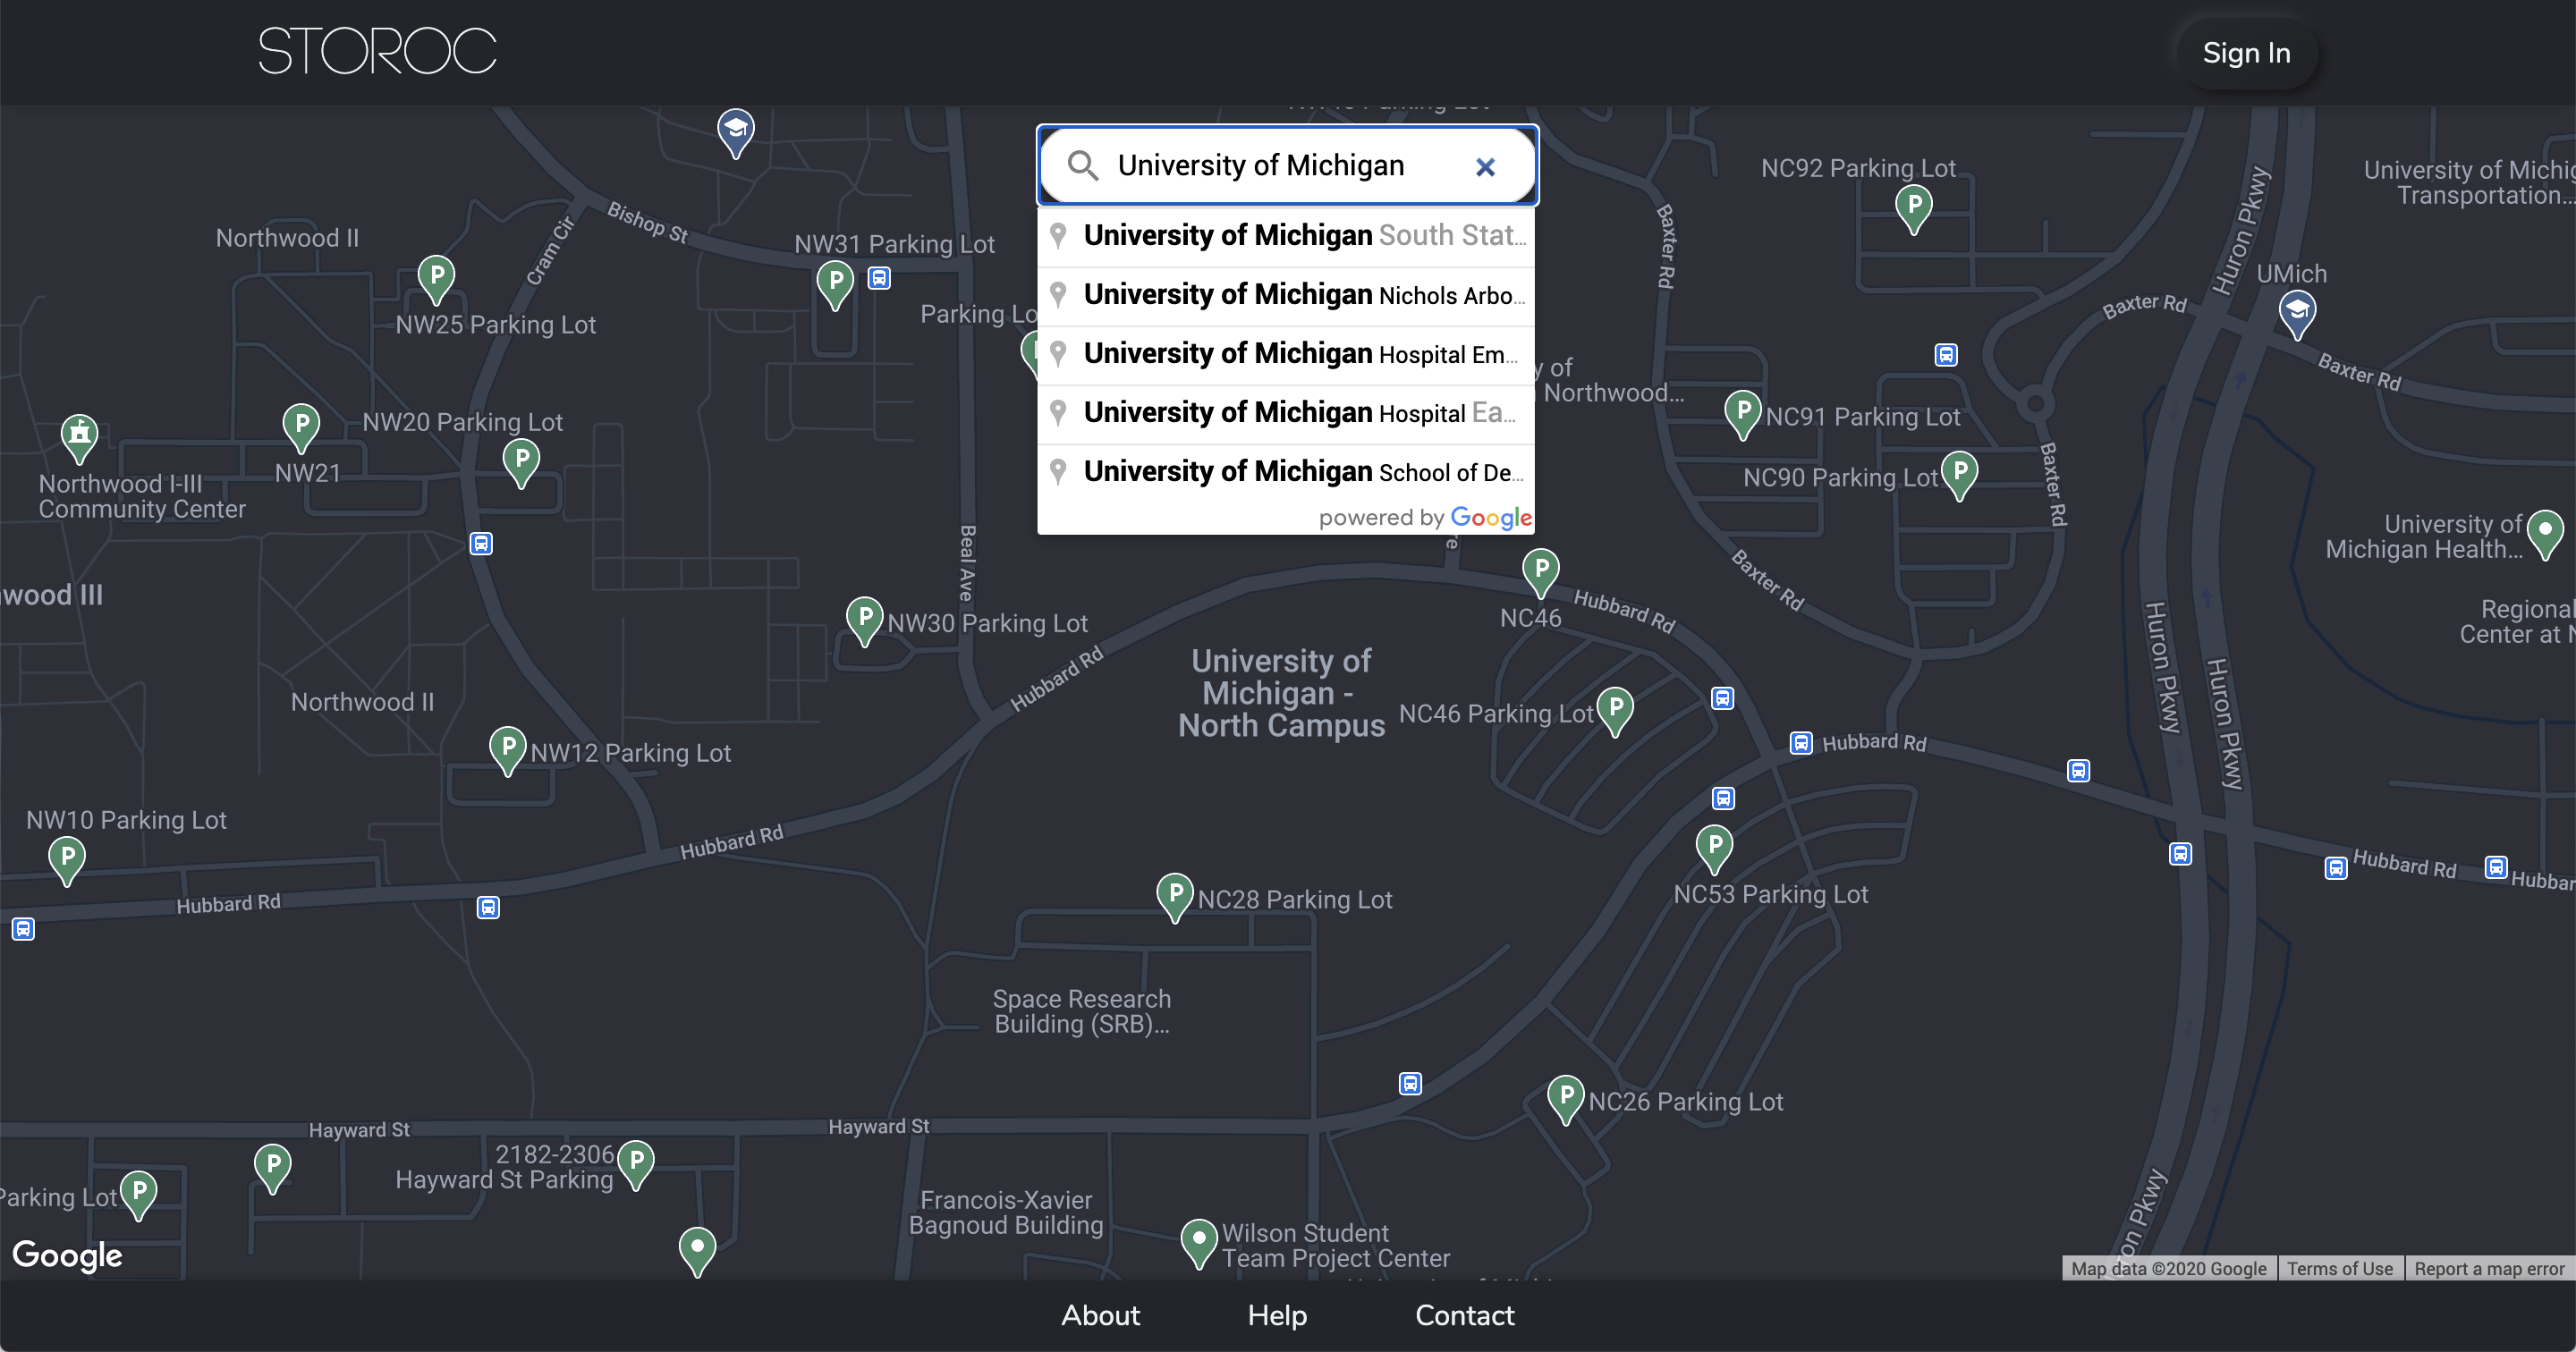 STOROC
Sign In
University of Michigan
University of Michigan South Stat...
University of Michigan Nichols Arbo...
University of Michigan Hospital Em...
University of Michigan Hospital Ea...
University of Michigan School of De...
powered by Google
NC92 Parking Lot
Transportation...
Huron Pkwy
Baxter Rd
Bishop St
Cram Cir
Northwood II
NW31 Parking Lot
NW25 Parking Lot
UMich
Baxter Rd
Baxter Rd
Parking
of
Northwood...
NW20 Parking Lot
NW21
NC91 Parking Lot
NC90 Parking Lot
Baxter Rd
Northwood I-III
Community Center
University of
Michigan Health...
Beal Ave
Baxter Rd
III
NC46
Hubbard Rd
Regional
Center at
NW30 Parking Lot
Hubbard Rd
University of
Michigan -
North Campus
NC46 Parking Lot
Huron Pkwy
Huron Pkwy
Northwood II
NW12 Parking Lot
Hubbard Rd
NW10 Parking Lot
Hubbard Rd
Hubbard Rd
NC53 Parking Lot
Hubbard Rd
NC28 Parking Lot
Hubbard Rd
Space Research
Building (SRB)...
NC26 Parking Lot
Hayward St
Hayward St
2182-2306
Hayward St Parking
Parking Lot
Francois-Xavier
Bagnoud Building
Wilson Student
Team Project Center
Pkwy
Google
Map data ©2020 Google
Terms of Use
Report a map error
About
Help
Contact